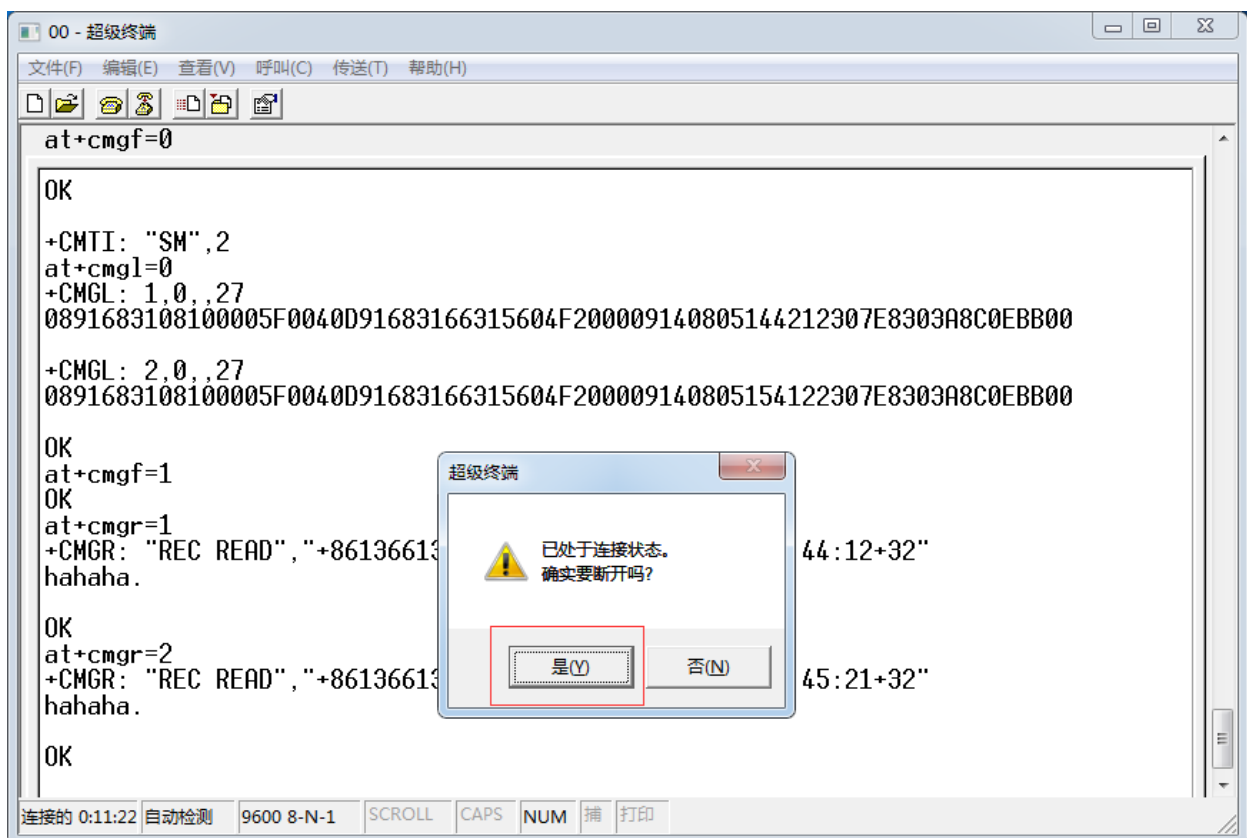 00 - 超级终端
文件(F) 编辑(E) 查看(V) 呼叫(C) 传送(T) 帮助(H)
at+cmgf=0
OK
+CMTI: "SM",2
at+cmgl=0
+CMGL: 1,0,,27
0891683108100005F0040D91683166315604F20000914080514421230​7E8303A8C0EBB00
+CMGL: 2,0,,27
0891683108100005F0040D91683166315604F200009140805154122307E8303A8C0EBB00
OK
at+cmgf=1
OK
at+cmgr=1
+CMGR: "REC READ","+86136613 44:12+32"
hahaha.
OK
at+cmgr=2
+CMGR: "REC READ","+86136613 45:21+32"
hahaha.
OK
超级终端
已处于连接状态。
确实要断开吗?
是(Y) 否(N)
连接的 0:11:22 自动检测 9600 8-N-1 SCROLL CAPS NUM 捕 打印